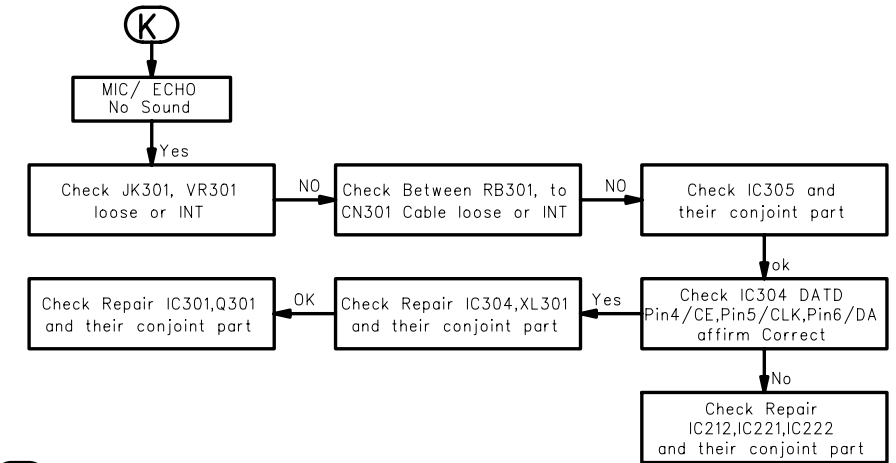 K
MIC/ ECHO
No Sound
Yes
Check JK301, VR301
loose or INT
NO
Check Between RB301, to
CN301 Cable loose or INT
NO
Check IC305 and
their conjoint part
ok
Check IC304 DATD
Pin4/CE,Pin5/CLK,Pin6/DA
affirm Correct
Yes
Check Repair IC304,XL301
and their conjoint part
OK
Check Repair IC301,Q301
and their conjoint part
No
Check Repair
IC212,IC221,IC222
and their conjoint part